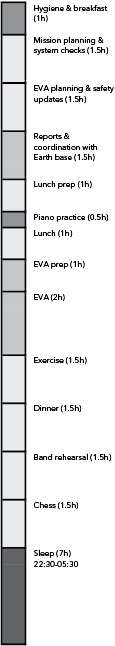 Hygiene & breakfast
(1h)
Mission planning &
system checks (1.5h)
EVA planning & safety
updates (1.5h)
Reports &
coordination with
Earth base (1.5h)
Lunch prep (1h)
Piano practice (0.5h)
Lunch (1h)
EVA prep (1h)
EVA (2h)
Exercise (1.5h)
Dinner (1.5h)
Band rehearsal (1.5h)
Chess (1.5h)
Sleep (7h)
22:30-05:30